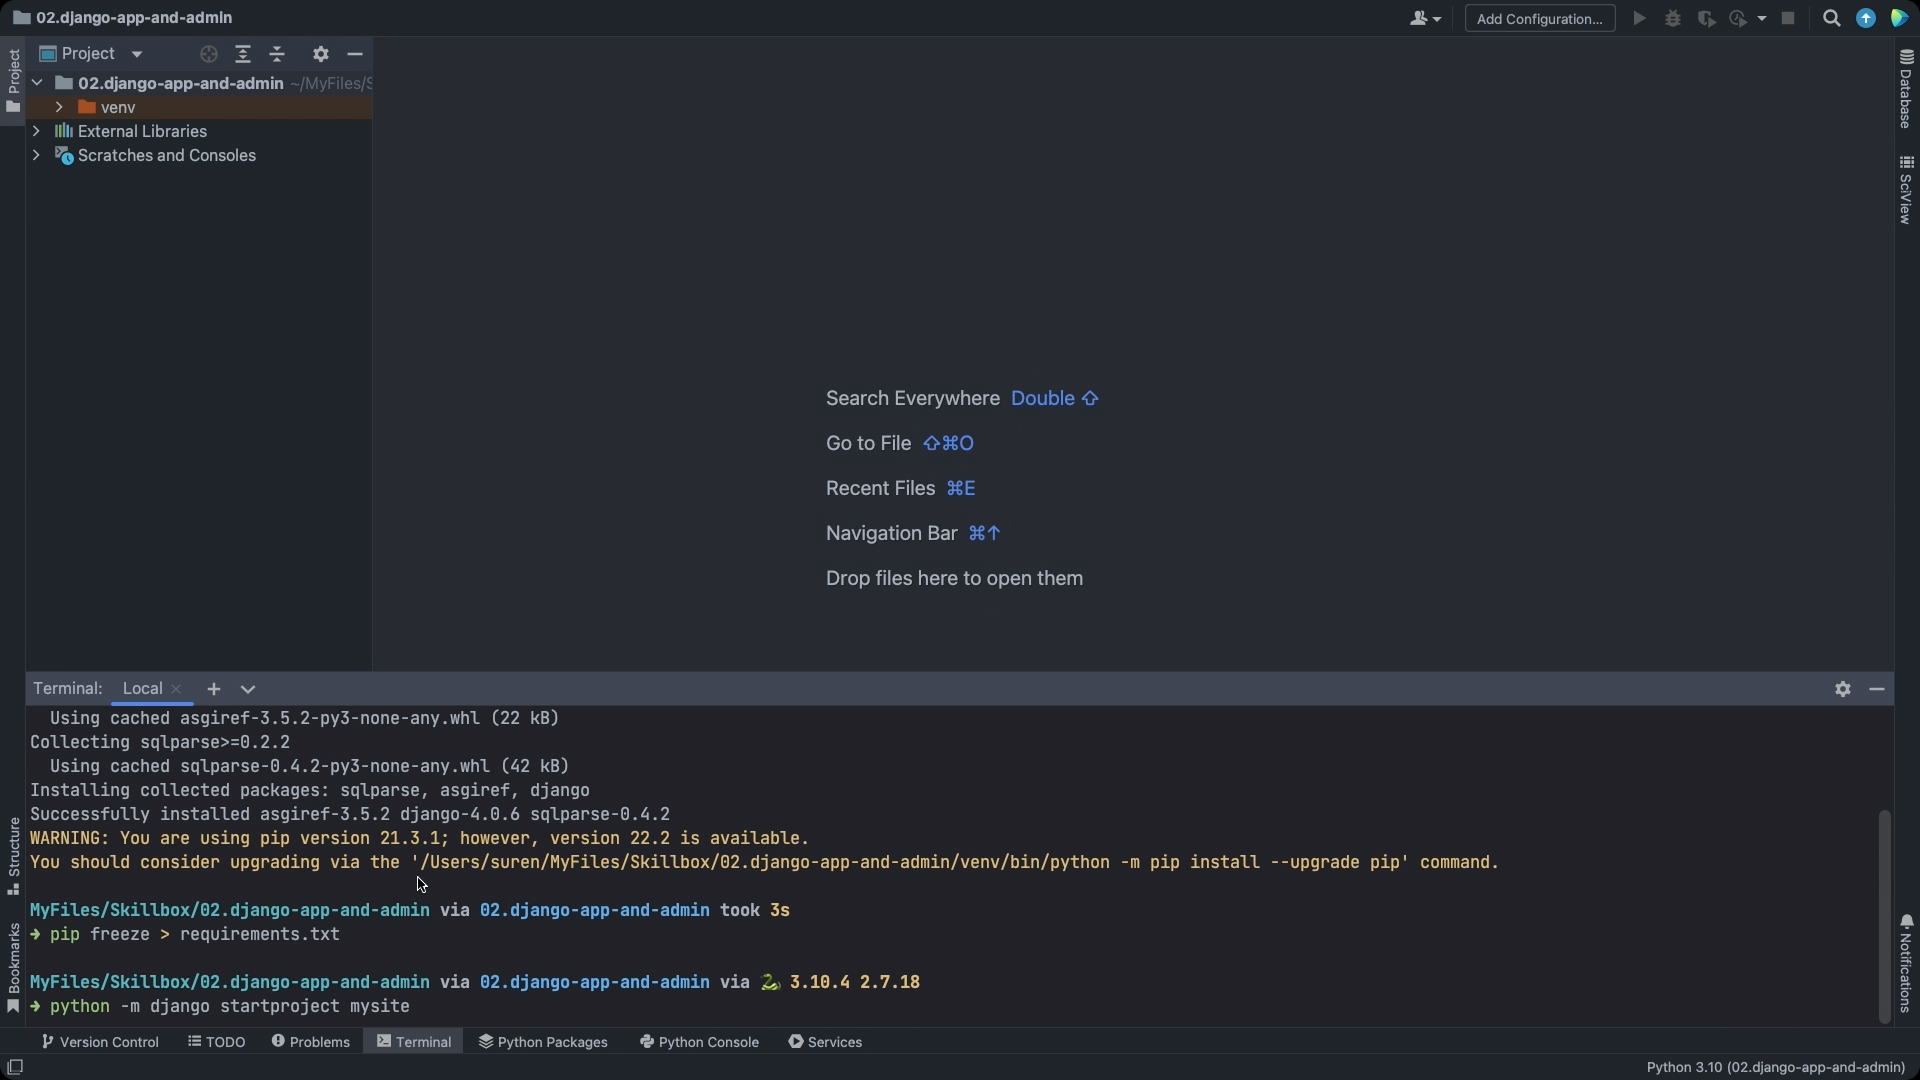 02.django-app-and-admin
Add Configuration...
Project
Project
02.django-app-and-admin ~/MyFiles/S
venv
External Libraries
Scratches and Consoles
Database
SciView
Search Everywhere Double ⇧
Go to File ⇧⌘O
Recent Files ⌘E
Navigation Bar ⌘↑
Drop files here to open them
Terminal: Local
Using cached asgiref-3.5.2-py3-none-any.whl (22 kB)
Collecting sqlparse>=0.2.2
Using cached sqlparse-0.4.2-py3-none-any.whl (42 kB)
Installing collected packages: sqlparse, asgiref, django
Successfully installed asgiref-3.5.2 django-4.0.6 sqlparse-0.4.2
WARNING: You are using pip version 21.3.1; however, version 22.2 is available.
You should consider upgrading via the '/Users/suren/MyFiles/Skillbox/02.django-app-and-admin/venv/bin/python -m pip install --upgrade pip' command.
MyFiles/Skillbox/02.django-app-and-admin via 02.django-app-and-admin took 3s
➜ pip freeze > requirements.txt
MyFiles/Skillbox/02.django-app-and-admin via 02.django-app-and-admin via 🐍 3.10.4 2.7.18
➜ python -m django startproject mysite
Structure
Bookmarks
Notifications
Version Control
TODO
Problems
Terminal
Python Packages
Python Console
Services
Python 3.10 (02.django-app-and-admin)